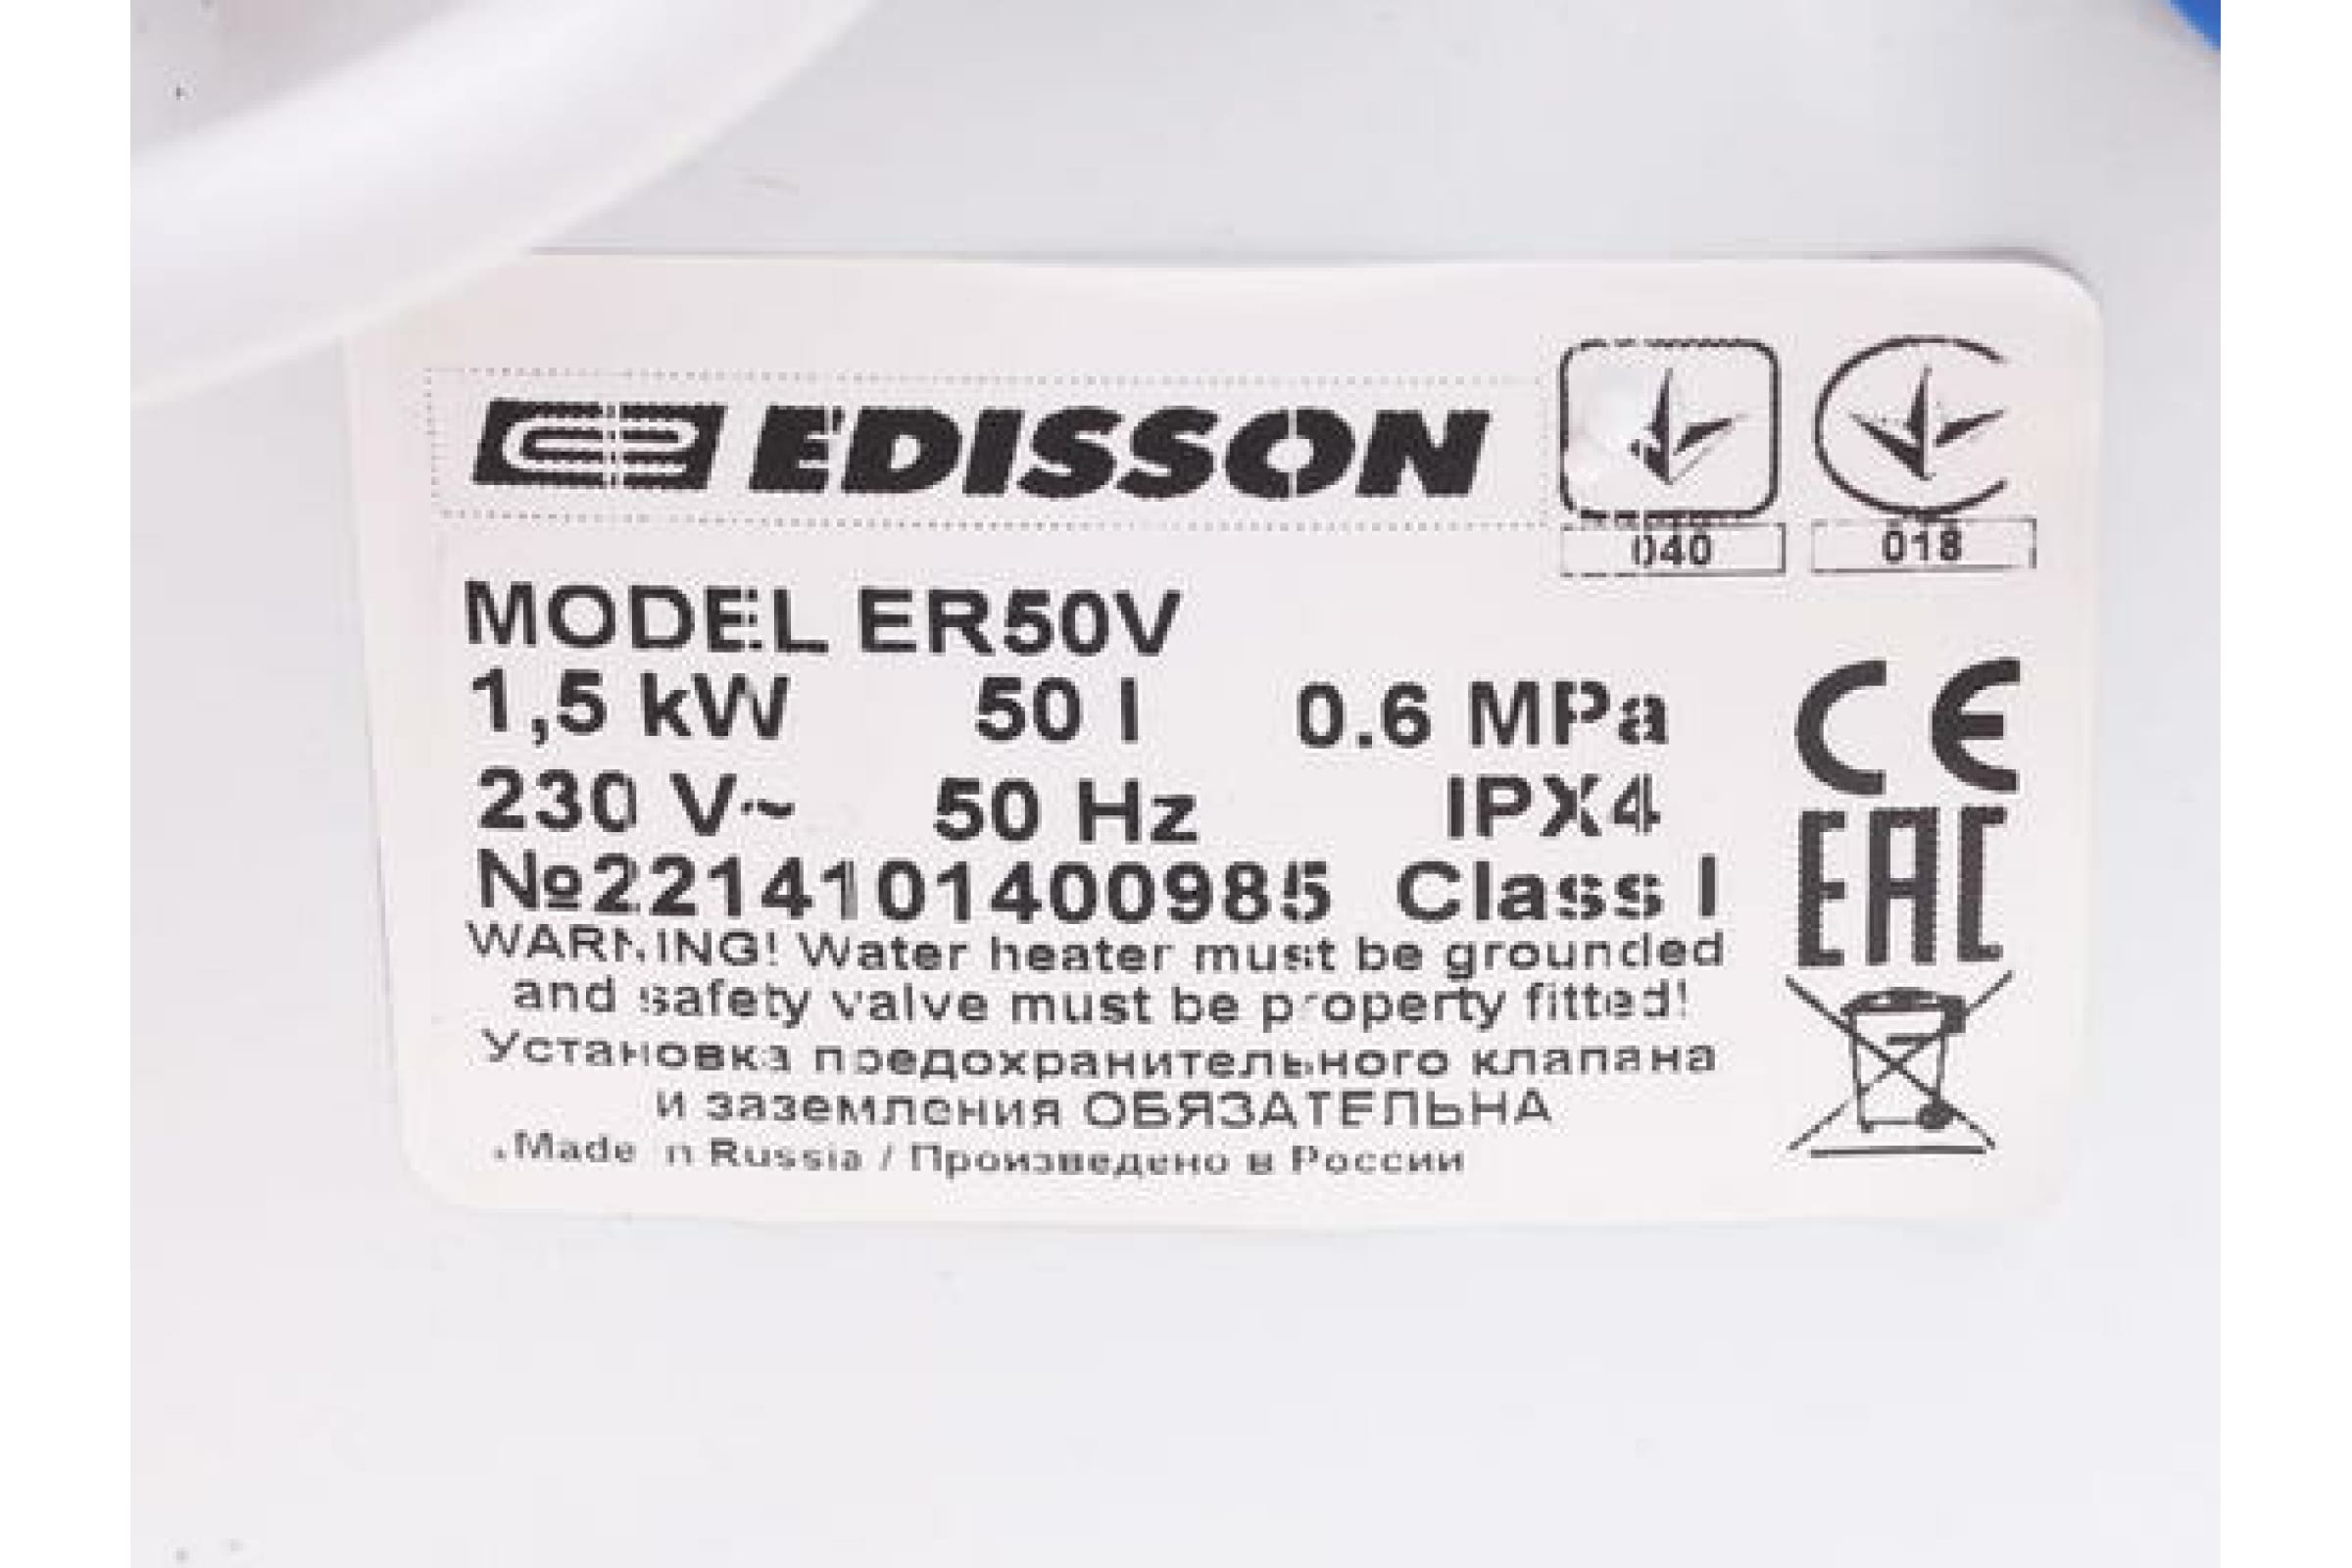 EDISSON
040
018
MODEL ER50V
1,5 kW 50 l 0.6 MPa
230 V~ 50 Hz IPX4
№2214101400985 Class I
CE
EAC
WARNING! Water heater must be grounded
and safety valve must be property fitted!
Установка предохранительного клапана
и заземления ОБЯЗАТЕЛЬНА
Made in Russia / Произведено в России